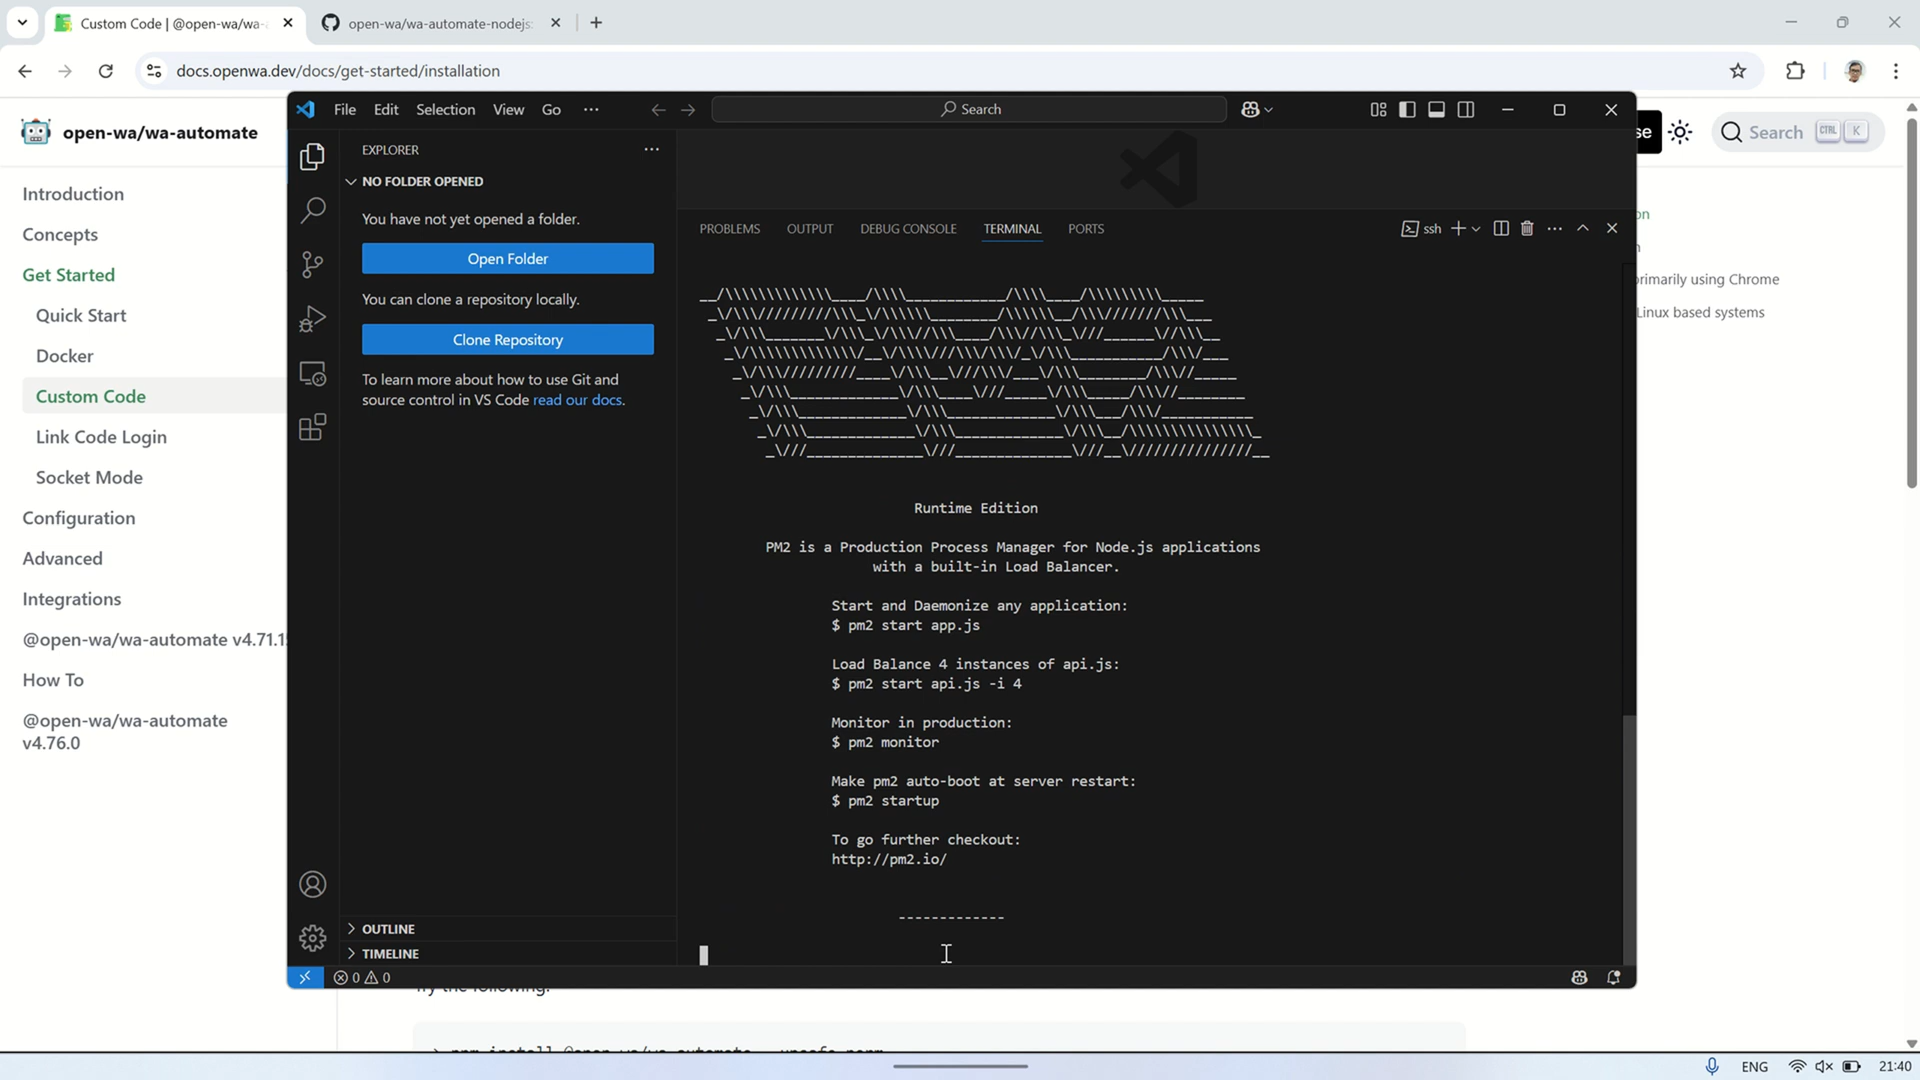 Custom Code | @open-wa/wa-
open-wa/wa-automate-nodejs:
docs.openwa.dev/docs/get-started/installation
open-wa/wa-automate
Introduction
Concepts
Get Started
Quick Start
Docker
Custom Code
Link Code Login
Socket Mode
Configuration
Advanced
Integrations
@open-wa/wa-automate v4.71.1
How To
@open-wa/wa-automate
v4.76.0
File Edit Selection View Go ···
Search
EXPLORER
NO FOLDER OPENED
You have not yet opened a folder.
Open Folder
You can clone a repository locally.
Clone Repository
To learn more about how to use Git and
source control in VS Code read our docs.
OUTLINE
TIMELINE
0 0
PROBLEMS OUTPUT DEBUG CONSOLE TERMINAL PORTS
ssh
Runtime Edition
PM2 is a Production Process Manager for Node.js applications
with a built-in Load Balancer.
Start and Daemonize any application:
$ pm2 start app.js
Load Balance 4 instances of api.js:
$ pm2 start api.js -i 4
Monitor in production:
$ pm2 monitor
Make pm2 auto-boot at server restart:
$ pm2 startup
To go further checkout:
http://pm2.io/
-------------
se
Search CTRL K
on
primarily using Chrome
Linux based systems
Try the following:
ENG
21:40